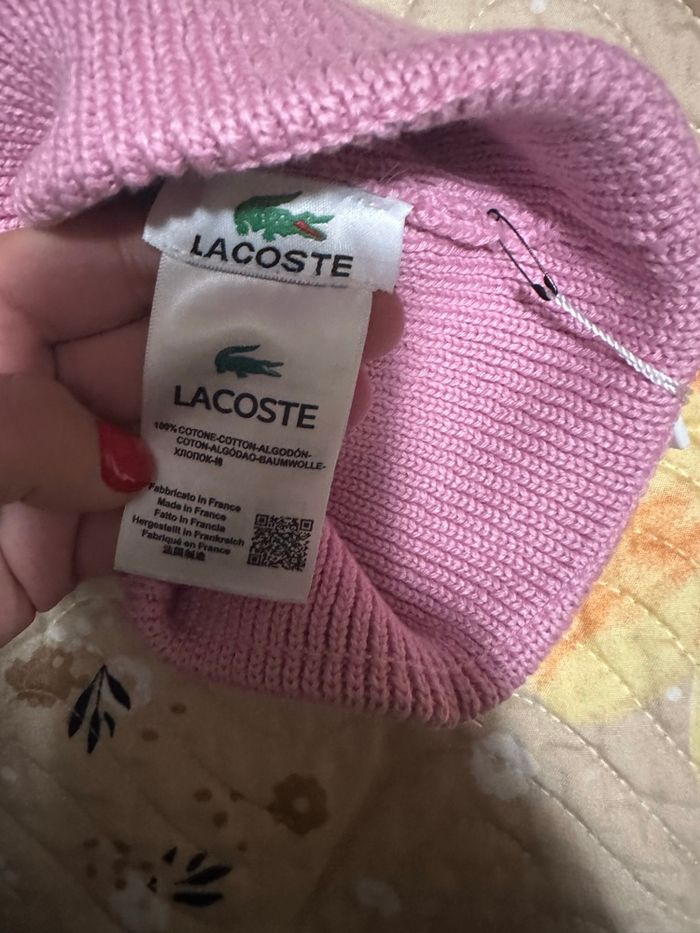 LACOSTE
LACOSTE
100% COTONE-COTTON-ALGODÓN-
COTON-ALGÓDAO-BAUMWOLLE-
ХЛОПОК-棉
Fabbricato in France
Made in France
Fatto in Francia
Hergestellt in Frankreich
Fabriqué en France
法国制造